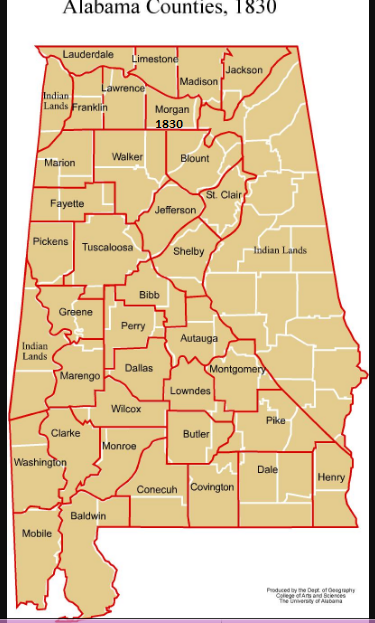 Alabama Counties, 1830
Lauderdale
Limestone
Madison
Jackson
Lawrence
Indian
Lands
Franklin
Morgan
1830
Marion
Walker
Blount
Fayette
St. Clair
Jefferson
Pickens
Tuscaloosa
Shelby
Indian Lands
Bibb
Greene
Perry
Autauga
Indian
Lands
Marengo
Dallas
Montgomery
Lowndes
Wilcox
Pike
Clarke
Butler
Monroe
Washington
Dale
Henry
Conecuh
Covington
Baldwin
Mobile
Produced by the Dept. of Geography
College of Arts and Sciences
The University of Alabama